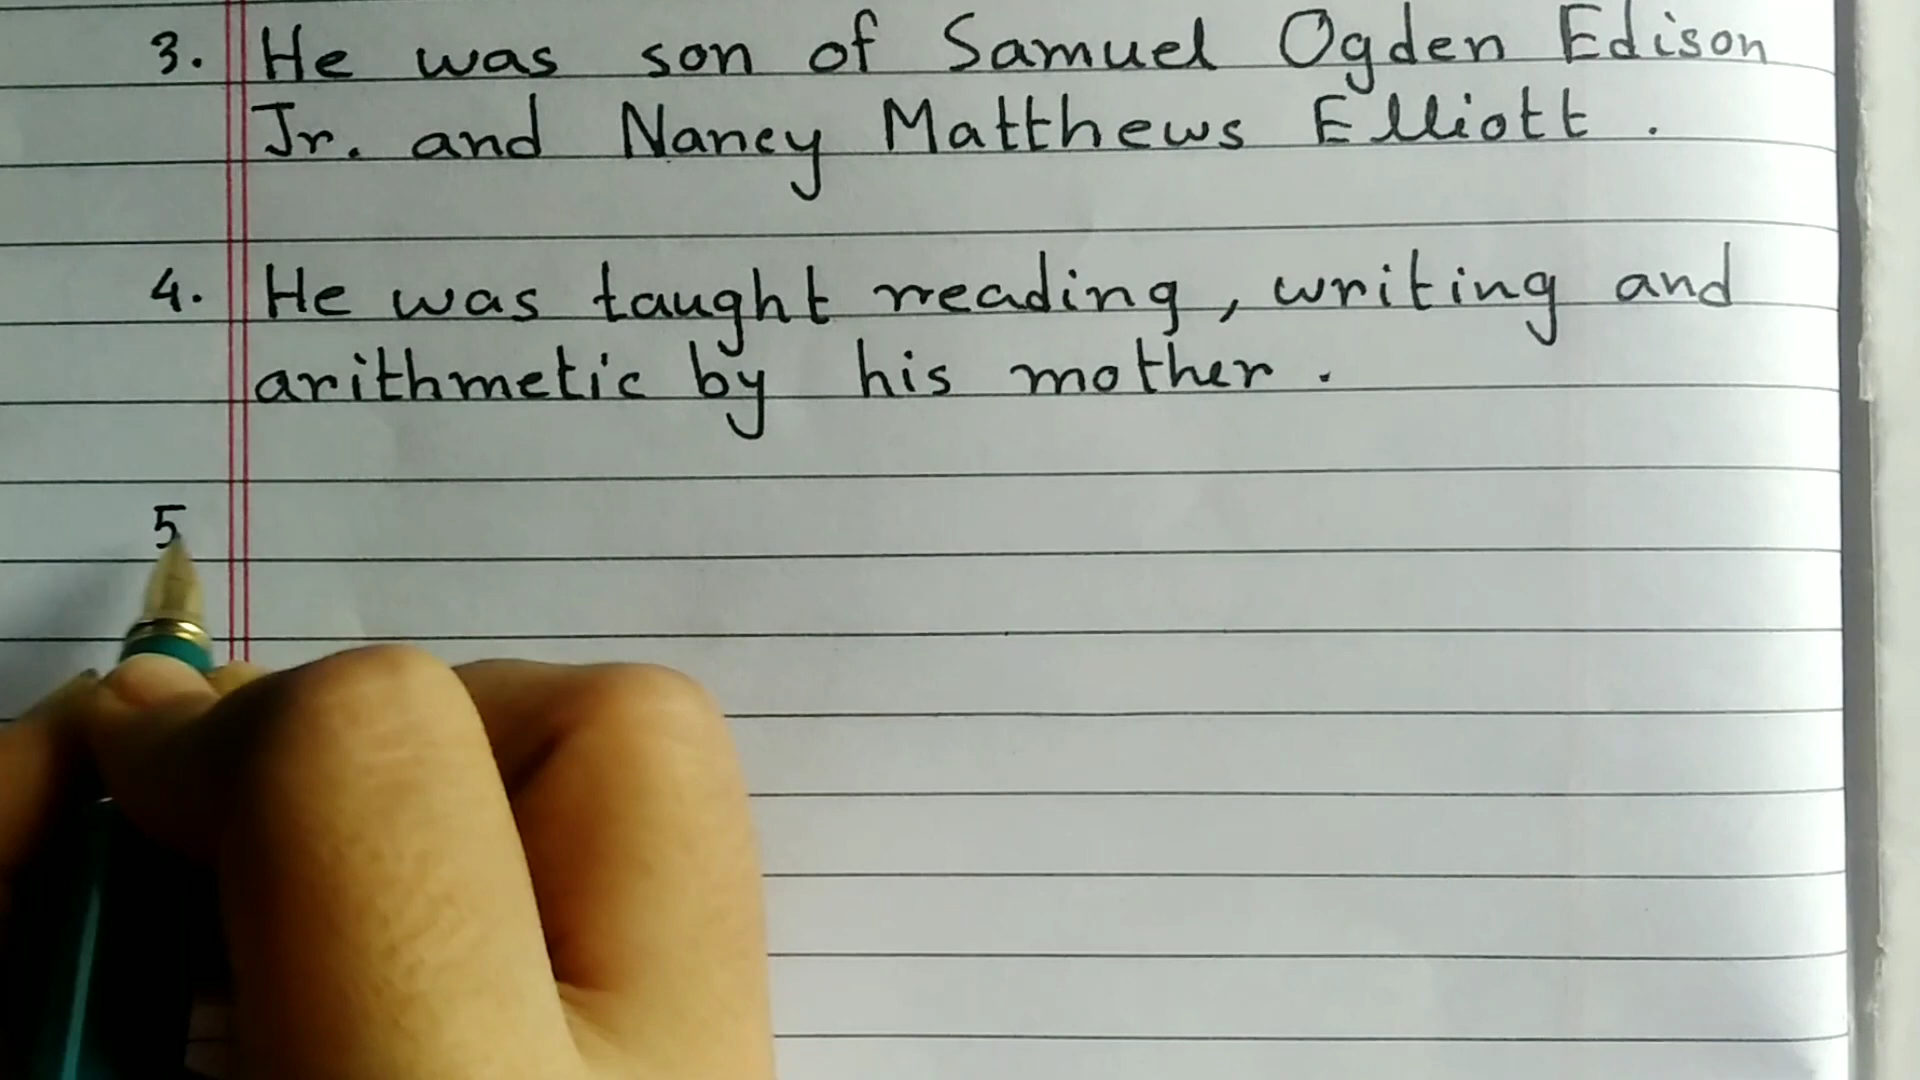 3. He was son of Samuel Ogden Edison
Jr. and Nancy Matthews Elliott.
4. He was taught reading, writing and
arithmetic by his mother.
5